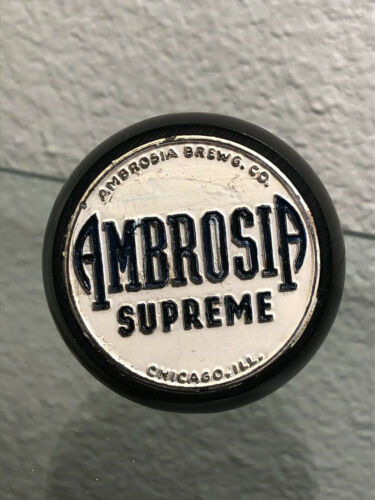 AMBROSIA BREWG. CO.
AMBROSIA
SUPREME
CHICAGO, ILL.